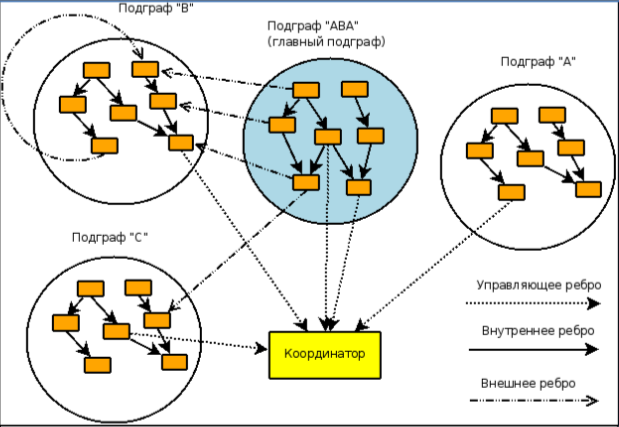 Подграф "B"
Подграф "ABA"
(главный подграф)
Подграф "A"
Подграф "C"
Управляющее ребро
Внутреннее ребро
Координатор
Внешнее ребро